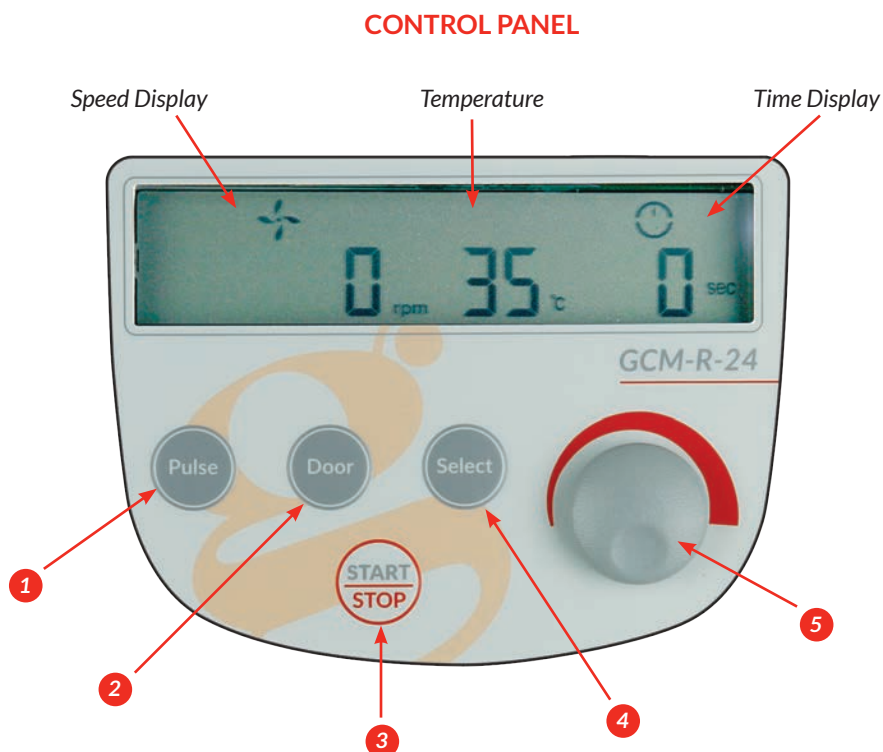 CONTROL PANEL
Speed Display
Temperature
Time Display
0 rpm 35 °C 0 sec
GCM-R-24
Pulse
Door
Select
START
STOP
1
2
3
4
5